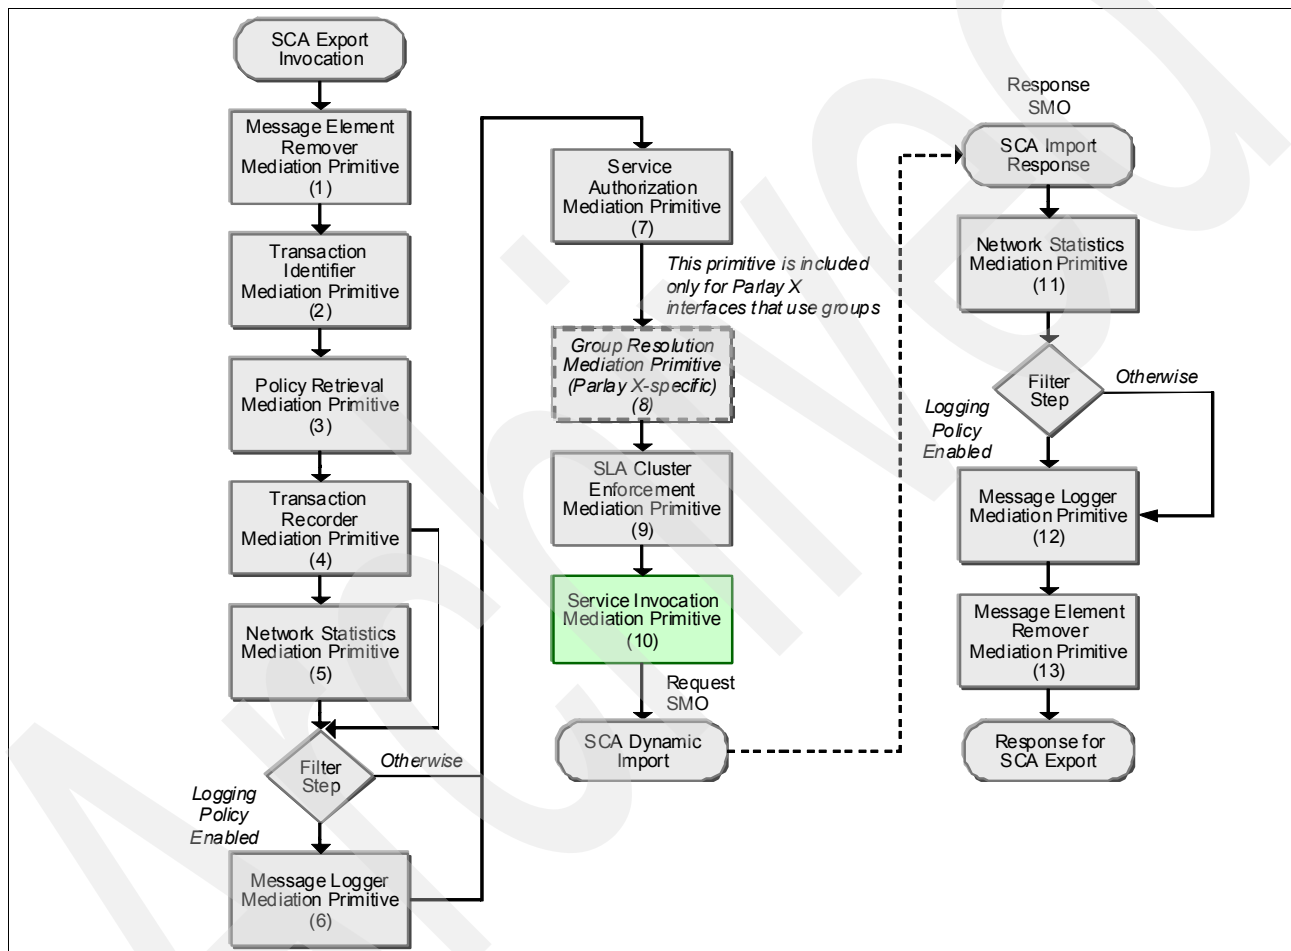 SCA Export
Invocation
Message Element
Remover
Mediation Primitive
(1)
Transaction
Identifier
Mediation Primitive
(2)
Policy Retrieval
Mediation Primitive
(3)
Transaction
Recorder
Mediation Primitive
(4)
Network Statistics
Mediation Primitive
(5)
Filter
Step
Otherwise
Logging
Policy
Enabled
Message Logger
Mediation Primitive
(6)
Service
Authorization
Mediation Primitive
(7)
This primitive is included
only for Parlay X
interfaces that use groups
Group Resolution
Mediation Primitive
(Parlay X-specific)
(8)
SLA Cluster
Enforcement
Mediation Primitive
(9)
Service Invocation
Mediation Primitive
(10)
Request
SMO
SCA Dynamic
Import
Response
SMO
SCA Import
Response
Network Statistics
Mediation Primitive
(11)
Filter
Step
Otherwise
Logging
Policy
Enabled
Message Logger
Mediation Primitive
(12)
Message Element
Remover
Mediation Primitive
(13)
Response for
SCA Export
Archived